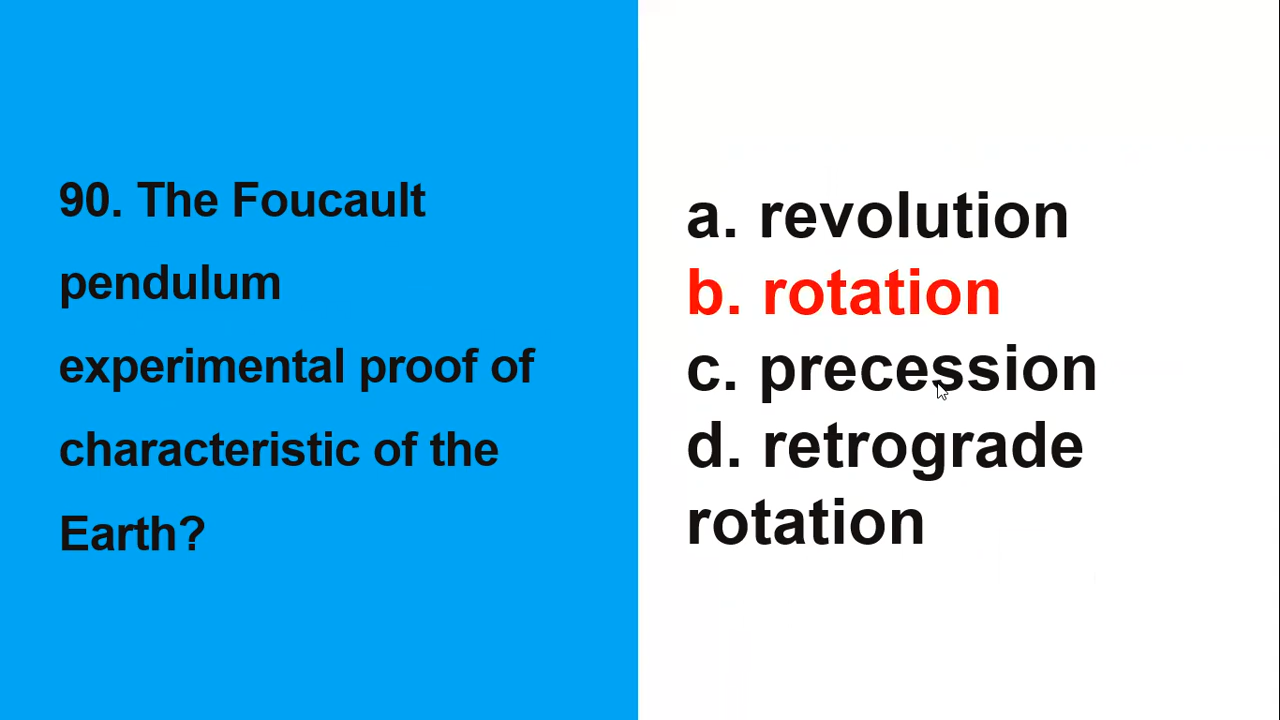 90. The Foucault
pendulum
experimental proof of
characteristic of the
Earth?
a. revolution
b. rotation
c. precession
d. retrograde
rotation